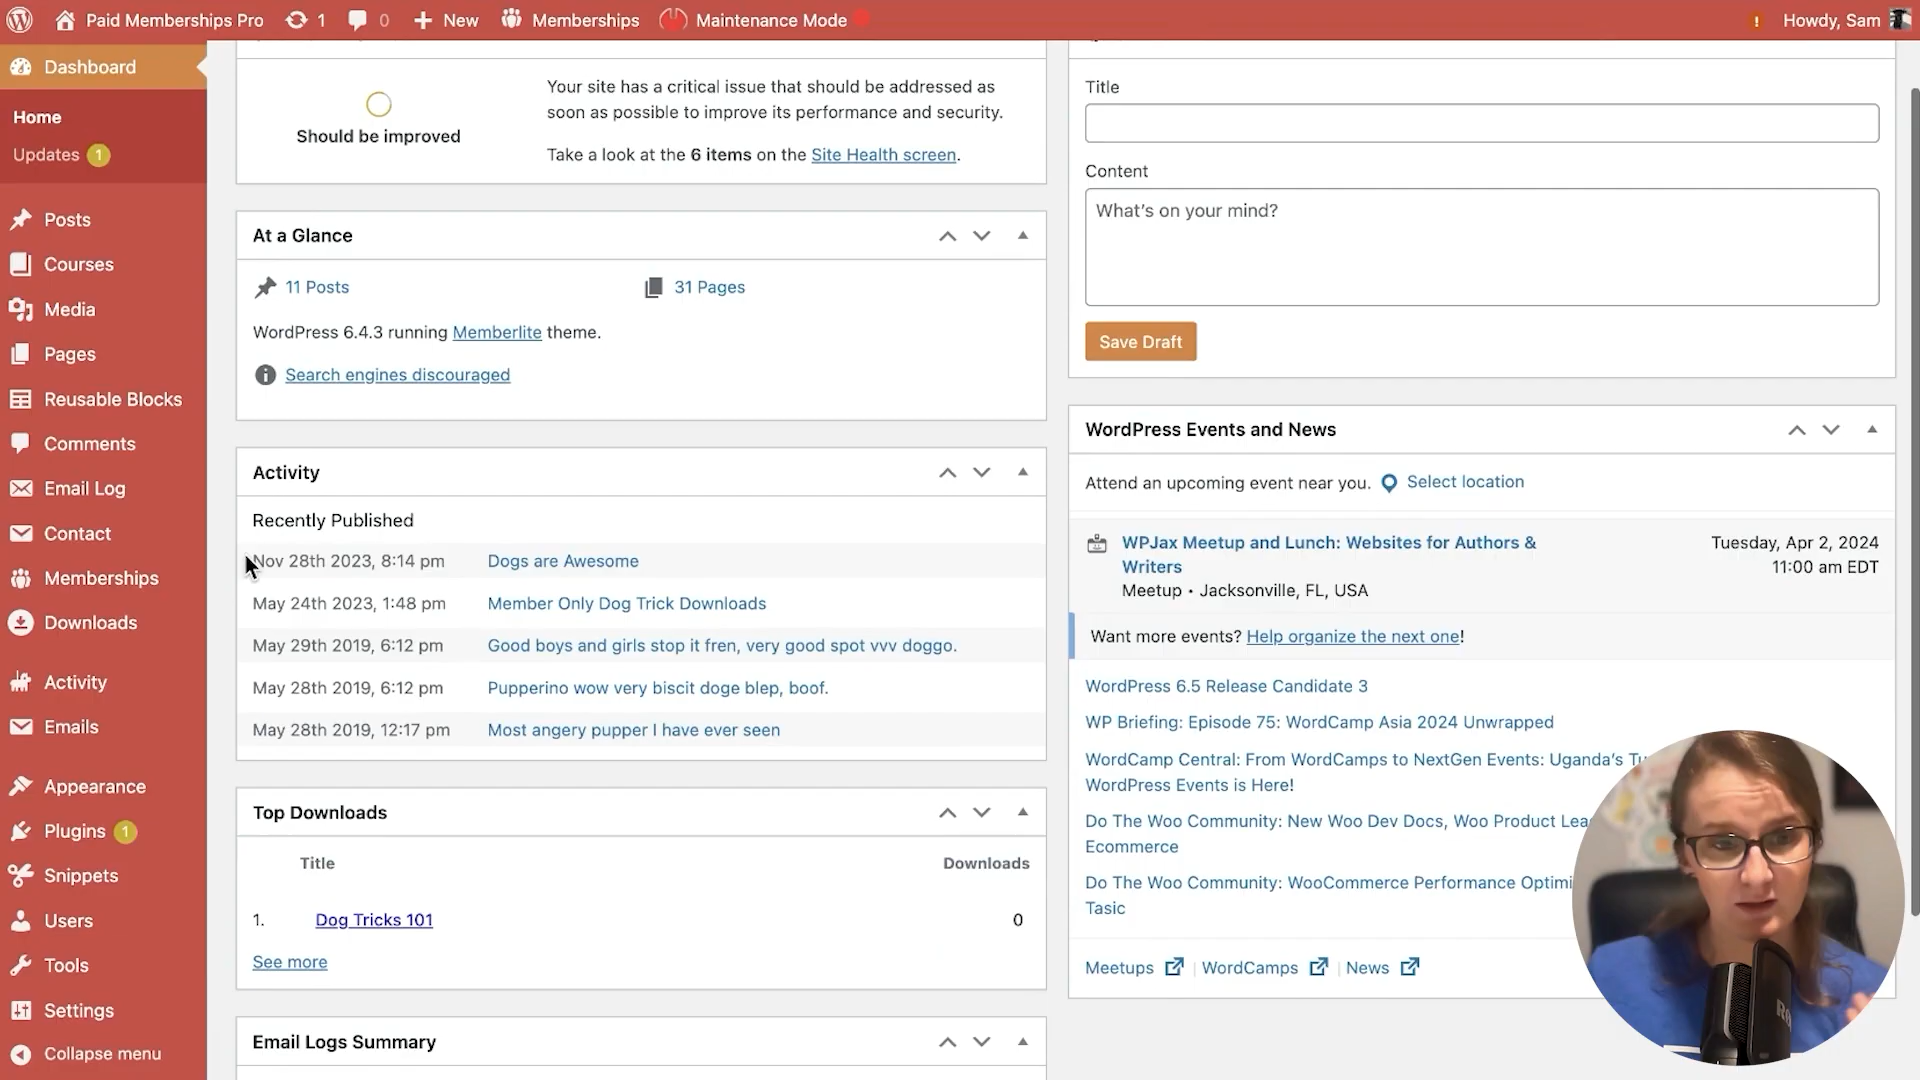 Paid Memberships Pro 1 0 New Memberships Maintenance Mode ! Howdy, Sam
Dashboard
Home
Updates 1
Posts
Courses
Media
Pages
Reusable Blocks
Comments
Email Log
Contact
Memberships
Downloads
Activity
Emails
Appearance
Plugins 1
Snippets
Users
Tools
Settings
Collapse menu
Should be improved
Your site has a critical issue that should be addressed as
soon as possible to improve its performance and security.
Take a look at the 6 items on the Site Health screen.
At a Glance
11 Posts 31 Pages
WordPress 6.4.3 running Memberlite theme.
Search engines discouraged
Activity
Recently Published
Nov 28th 2023, 8:14 pm Dogs are Awesome
May 24th 2023, 1:48 pm Member Only Dog Trick Downloads
May 29th 2019, 6:12 pm Good boys and girls stop it fren, very good spot vvv doggo.
May 28th 2019, 6:12 pm Pupperino wow very biscit doge blep, boof.
May 28th 2019, 12:17 pm Most angery pupper I have ever seen
Top Downloads
Title Downloads
1. Dog Tricks 101 0
See more
Email Logs Summary
Title
Content
What's on your mind?
Save Draft
WordPress Events and News
Attend an upcoming event near you. Select location
WPJax Meetup and Lunch: Websites for Authors & Tuesday, Apr 2, 2024
Writers 11:00 am EDT
Meetup • Jacksonville, FL, USA
Want more events? Help organize the next one!
WordPress 6.5 Release Candidate 3
WP Briefing: Episode 75: WordCamp Asia 2024 Unwrapped
WordCamp Central: From WordCamps to NextGen Events: Uganda's Tu
WordPress Events is Here!
Do The Woo Community: New Woo Dev Docs, Woo Product Lea
Ecommerce
Do The Woo Community: WooCommerce Performance Optimi
Tasic
Meetups | WordCamps | News